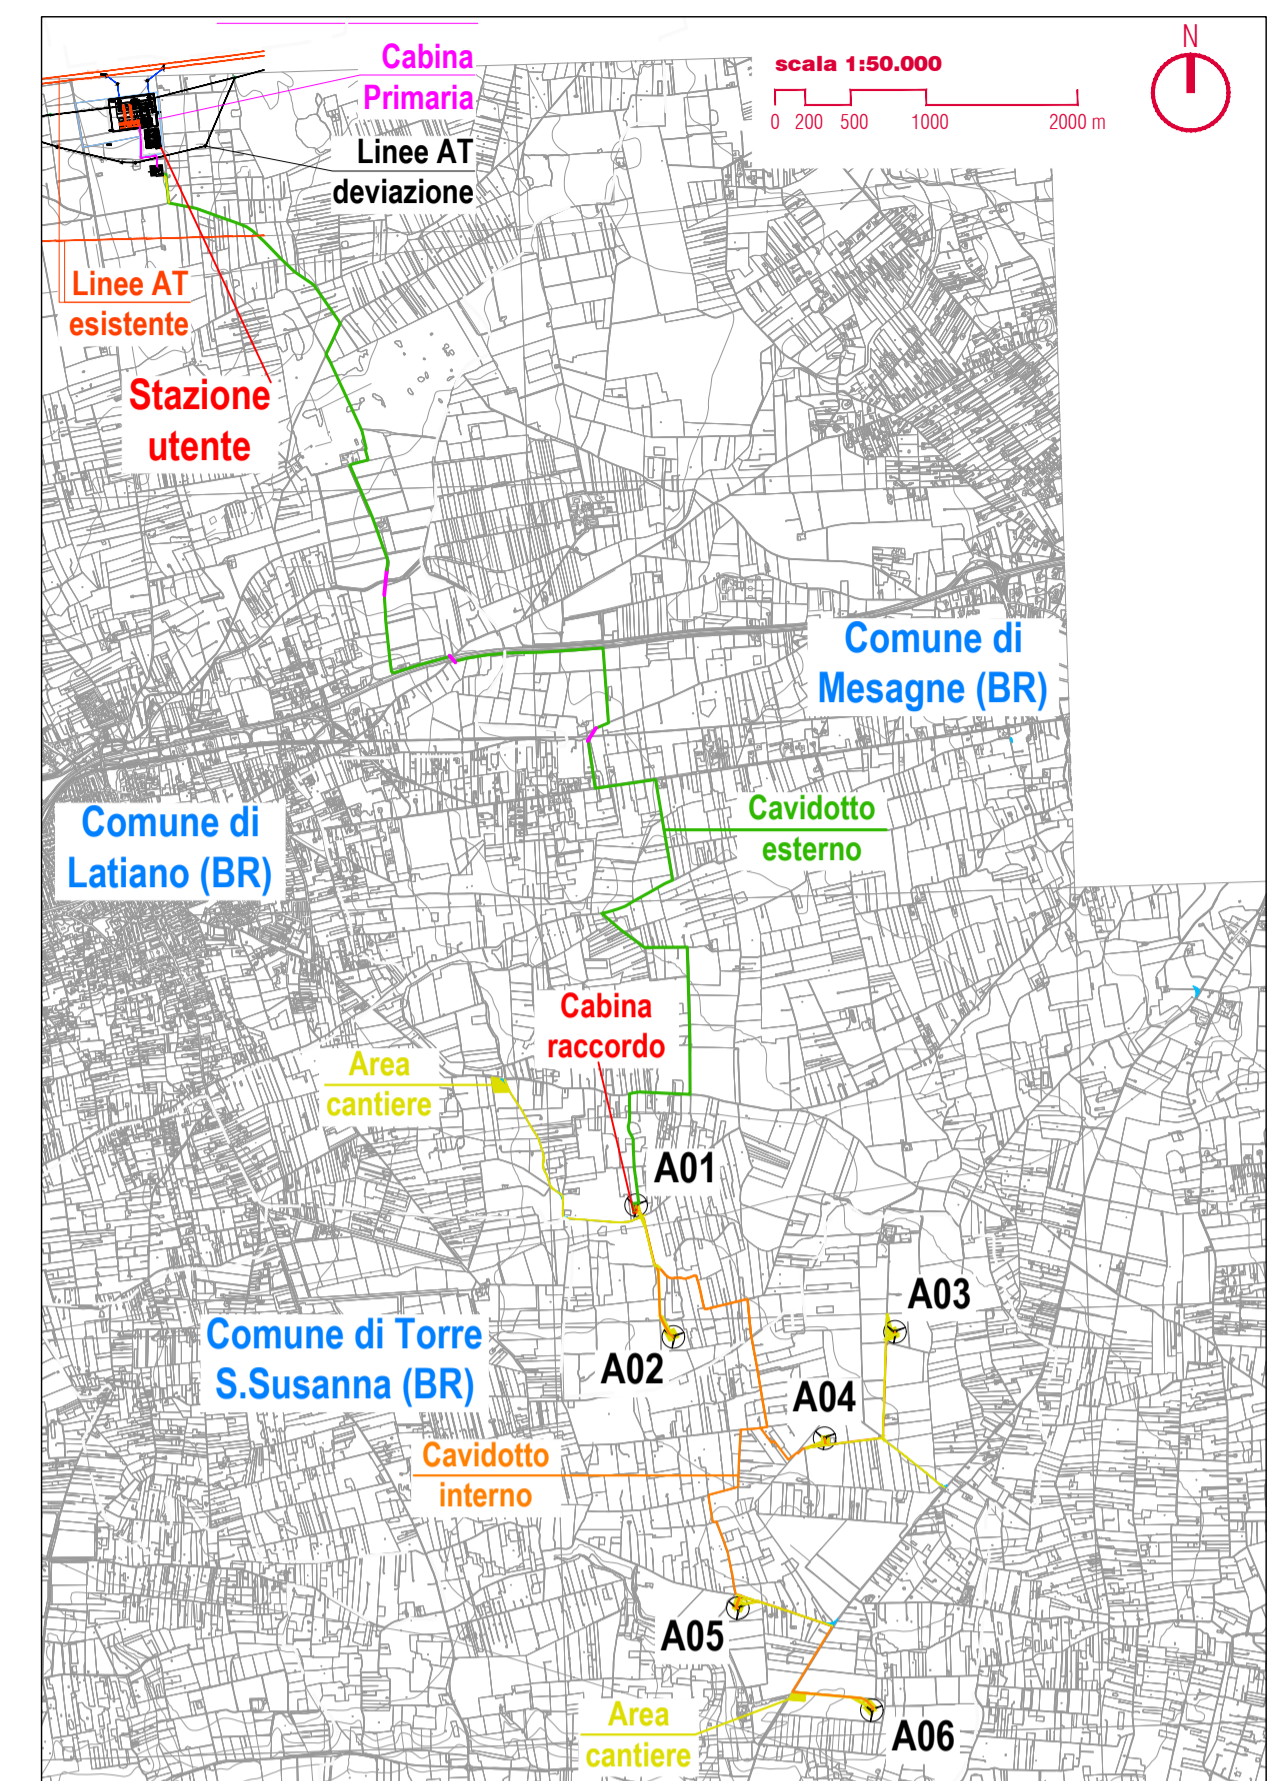 Cabina
Primaria
scala 1:50.000
0 200 500 1000 2000 m
N
Linee AT
deviazione
Linee AT
esistente
Stazione
utente
Comune di
Mesagne (BR)
Comune di
Latiano (BR)
Cavidotto
esterno
Cabina
raccordo
Area
cantiere
A01
A03
Comune di Torre
S.Susanna (BR)
A02
A04
Cavidotto
interno
A05
Area
cantiere
A06